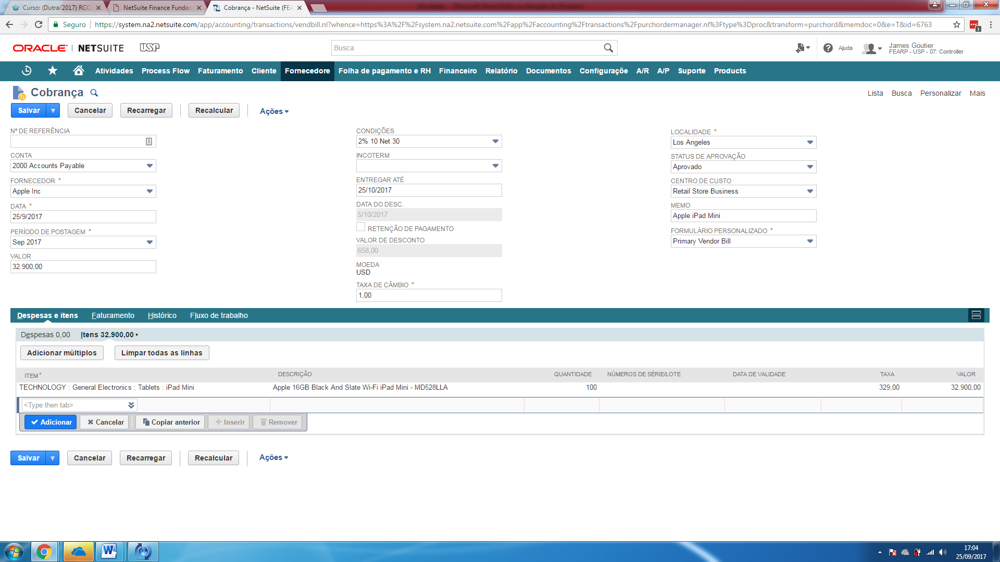 Curso: (Dutra/2017) RCC
NetSuite Finance Fundan
Cobrança - NetSuite (FEA
Seguro
https://system.na2.netsuite.com/app/accounting/transactions/vendbill.nl?whence=https%3A%2F%2Fsystem.na2.netsuite.com%2Fapp%2Faccounting%2Ftransactions%2Fpurchordermanager.nl%3Ftype%3Dproc&transform=purchord&memdoc=0&e=T&id=6763
3
ORACLE | NETSUITE USP
Busca
Ajuda
James Goutier
FEARP - USP - 07: Controller
Atividades Process Flow Faturamento Cliente Fornecedore Folha de pagamento e RH Financeiro Relatório Documentos Configuraçõe A/R A/P Suporte Products
Cobrança
Lista Busca Personalizar Mais
Salvar Cancelar Recarregar Recalcular Ações
Nº DE REFERÊNCIA
CONTA
2000 Accounts Payable
FORNECEDOR *
Apple Inc
DATA *
25/9/2017
PERÍODO DE POSTAGEM *
Sep 2017
VALOR
32.900,00
CONDIÇÕES
2% 10 Net 30
INCOTERM
ENTREGAR ATÉ
25/10/2017
DATA DO DESC.
5/10/2017
RETENÇÃO DE PAGAMENTO
VALOR DE DESCONTO
658,00
MOEDA
USD
TAXA DE CÂMBIO *
1,00
LOCALIDADE *
Los Angeles
STATUS DE APROVAÇÃO
Aprovado
CENTRO DE CUSTO
Retail Store Business
MEMO
Apple iPad Mini
FORMULÁRIO PERSONALIZADO *
Primary Vendor Bill
Despesas e itens Faturamento Histórico Fluxo de trabalho
Despesas 0,00 Itens 32.900,00 •
Adicionar múltiplos Limpar todas as linhas
ITEM* DESCRIÇÃO QUANTIDADE NÚMEROS DE SÉRIE/LOTE DATA DE VALIDADE TAXA VALOR
TECHNOLOGY : General Electronics : Tablets : iPad Mini Apple 16GB Black And Slate Wi-Fi iPad Mini - MD528LLA 100 329,00 32.900,00
<Type then tab>
Adicionar Cancelar Copiar anterior Inserir Remover
Salvar Cancelar Recarregar Recalcular Ações
17:04
25/09/2017